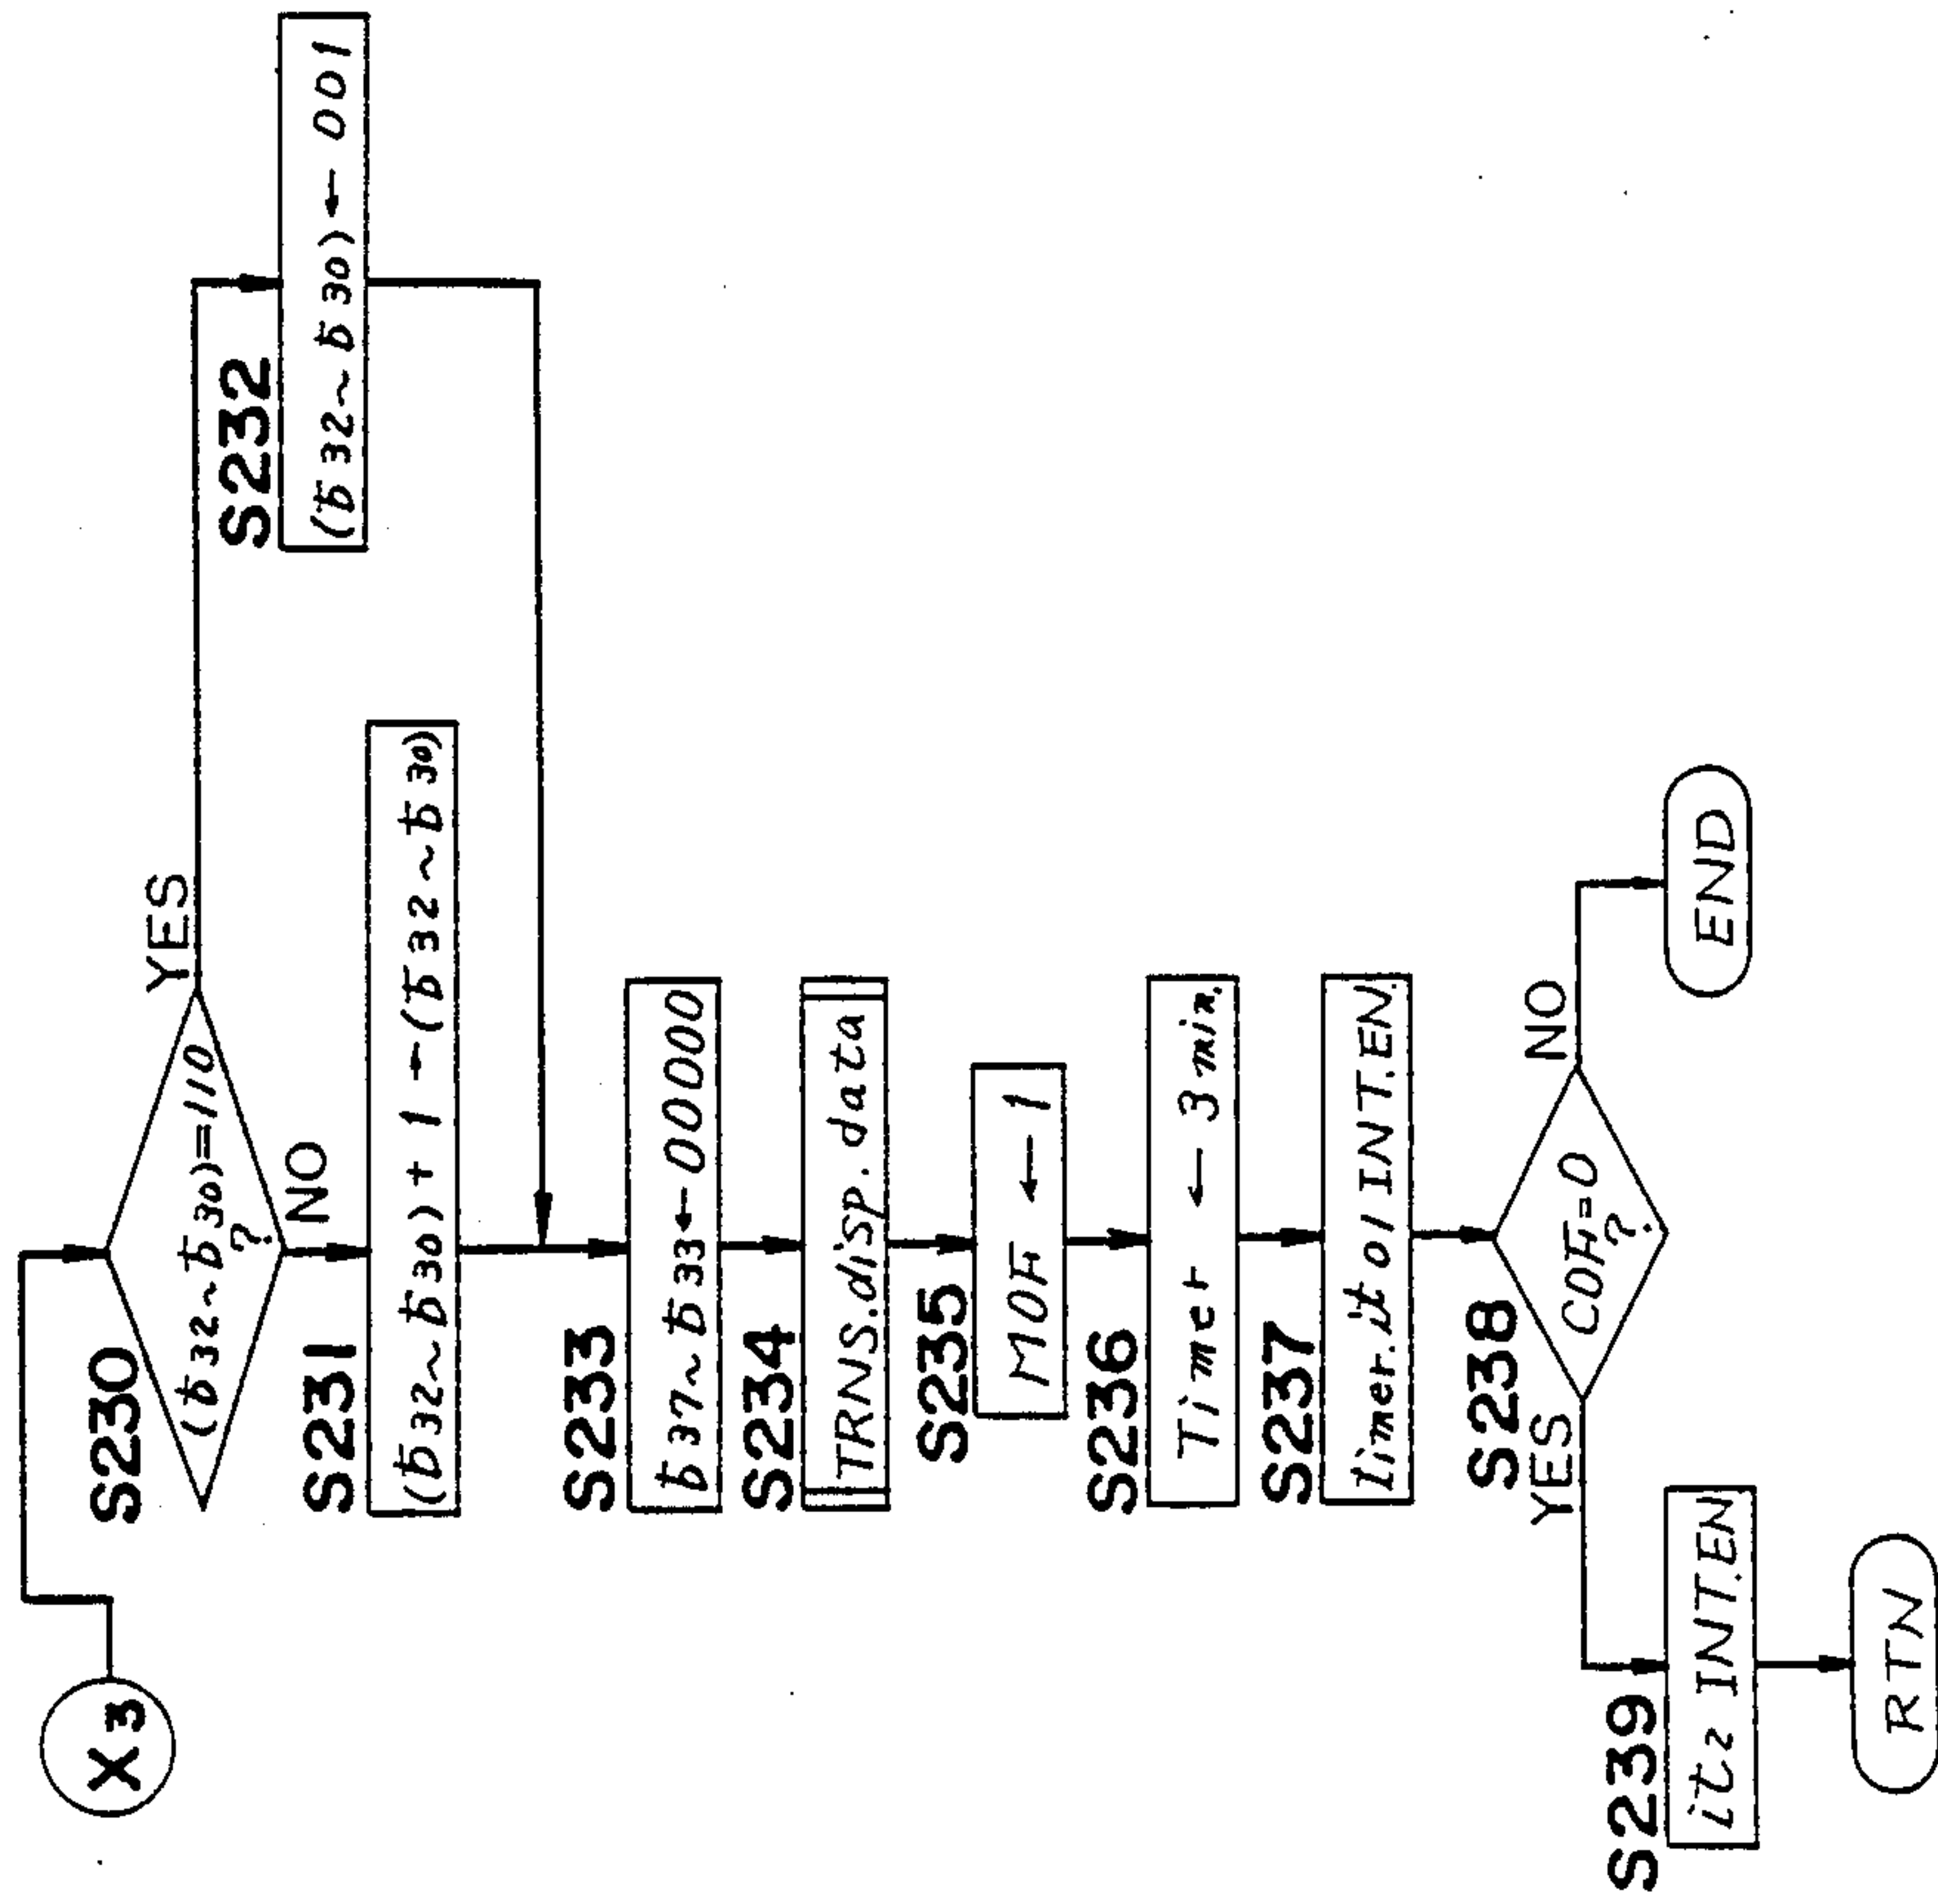 X3
S230
(b32~b30)=110
?
YES
NO
S231
(b32~b30)+1→(b32~b30)
S232
(b32~b30)←001
S233
b37~b33←00000
S234
TRNS.disp.data
S235
MOF←1
S236
Timer←3min.
S237
timer.it01INT.EN.
S238
COF=0
?
YES
NO
S239
it2 INT.EN
RTN
END